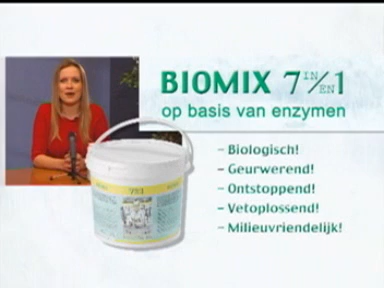 BIOMIX 7 IN EN 1
op basis van enzymen
- Biologisch!
- Geurwerend!
- Ontstoppend!
- Vetoplossend!
- Milieuvriendelijk!